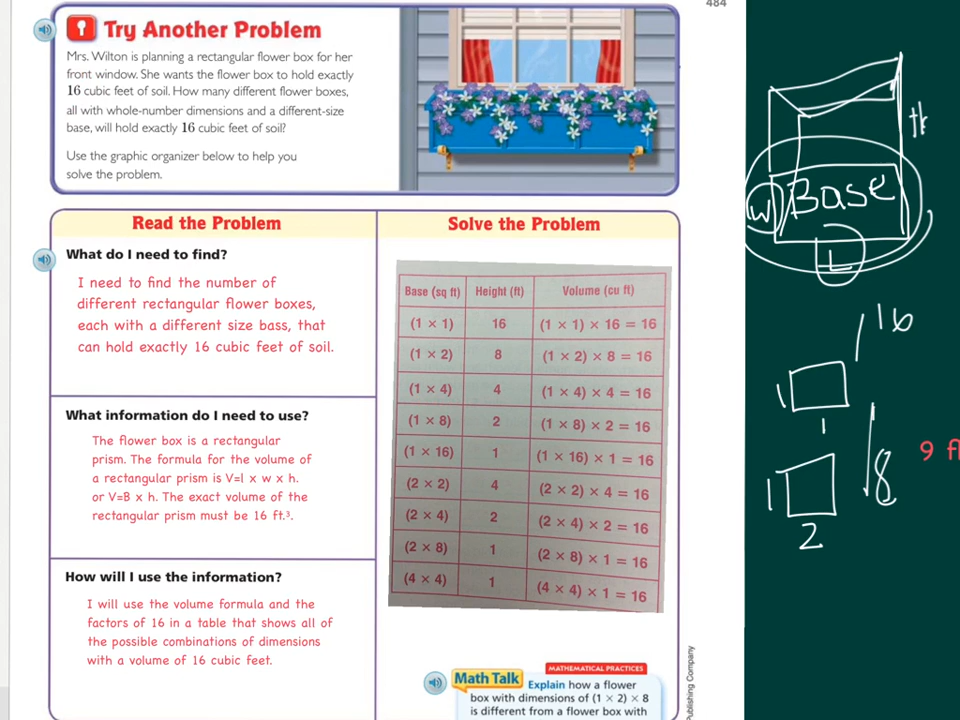 484
Try Another Problem
Mrs. Wilton is planning a rectangular flower box for her
front window. She wants the flower box to hold exactly
16 cubic feet of soil. How many different flower boxes,
all with whole-number dimensions and a different-size
base, will hold exactly 16 cubic feet of soil?
Use the graphic organizer below to help you
solve the problem.
Read the Problem
What do I need to find?
I need to find the number of
different rectangular flower boxes,
each with a different size bass, that
can hold exactly 16 cubic feet of soil.
What information do I need to use?
The flower box is a rectangular
prism. The formula for the volume of
a rectangular prism is V=l x w x h.
or V=B x h. The exact volume of the
rectangular prism must be 16 ft.³.
How will I use the information?
I will use the volume formula and the
factors of 16 in a table that shows all of
the possible combinations of dimensions
with a volume of 16 cubic feet.
Solve the Problem
Base (sq ft) Height (ft) Volume (cu ft)
(1 × 1) 16 (1 × 1) × 16 = 16
(1 × 2) 8 (1 × 2) × 8 = 16
(1 × 4) 4 (1 × 4) × 4 = 16
(1 × 8) 2 (1 × 8) × 2 = 16
(1 × 16) 1 (1 × 16) × 1 = 16
(2 × 2) 4 (2 × 2) × 4 = 16
(2 × 4) 2 (2 × 4) × 2 = 16
(2 × 8) 1 (2 × 8) × 1 = 16
(4 × 4) 1 (4 × 4) × 1 = 16
MATHEMATICAL PRACTICES
Math Talk Explain how a flower
box with dimensions of (1 × 2) × 8
is different from a flower box with
Publishing Company
H
W Base
L
16
1
1
8
1
2
9